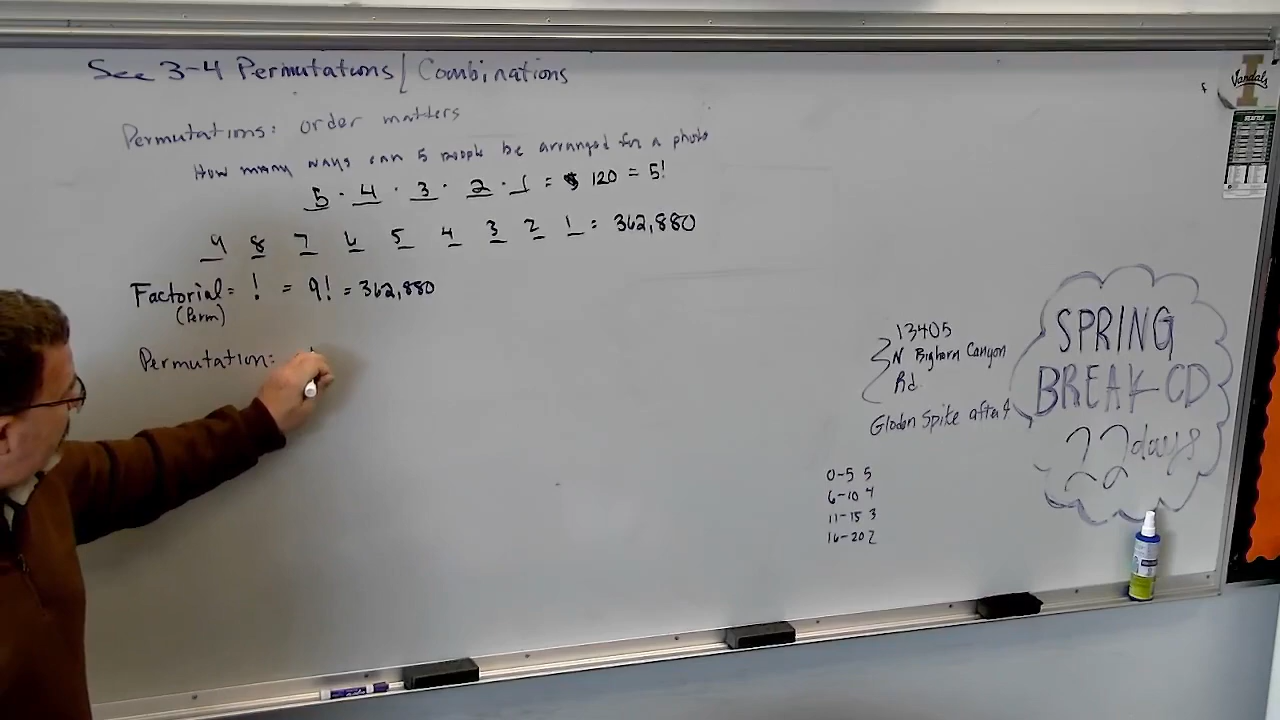 See 3-4 Permutations / Combinations
Permutations: order matters
How many ways can 5 people be arranged for a photo
5 · 4 · 3 · 2 · 1 = 120 = 5!
9 8 7 6 5 4 3 2 1 = 362,880
Factorial = ! = 9! = 362,880
(Perm)
Permutation:
Vandals
13405
N Bighorn Canyon
Rd.
Glodon Spike after
SPRING
BREAK CD
22 days
0-5 5
6-10 4
11-15 3
16-20 2